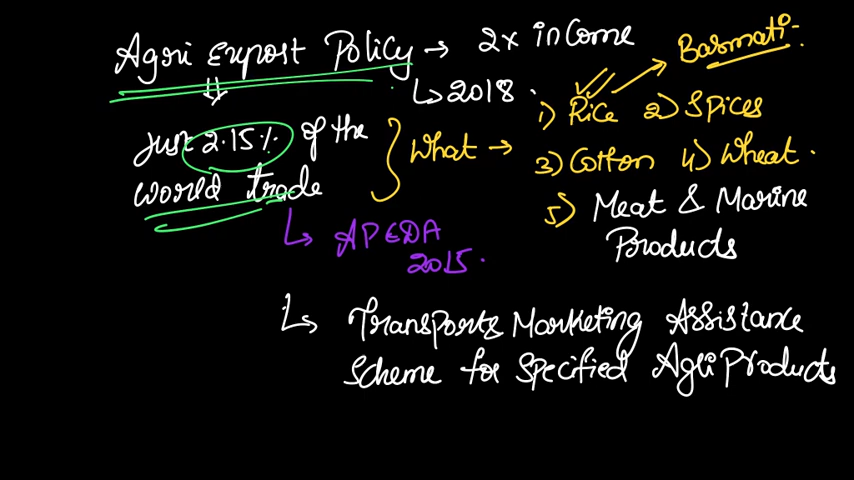 Agri Export Policy → 2x income
↳ 2018.
Just 2.15% of the
world trade
What →
1) Rice 2) Spices
Basmati
3) Cotton 4) Wheat.
5) Meat & Marine
Products
↳ APEDA
2015.
↳ Transports Marketing Assistance
Scheme for Specified Agri Products